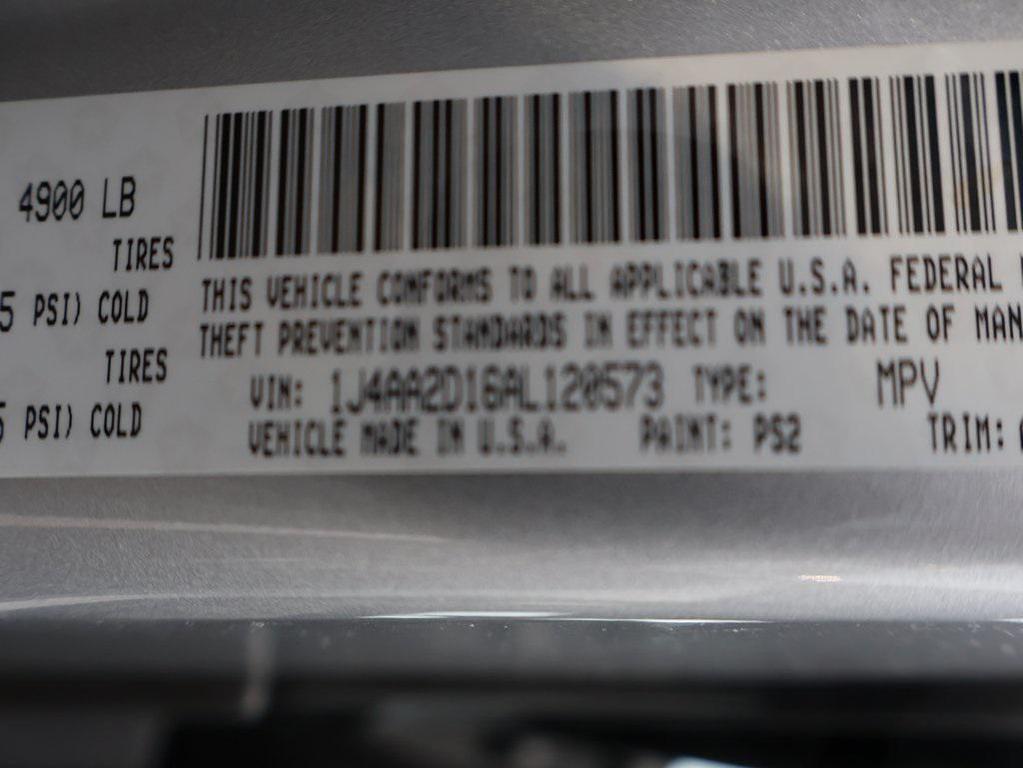 4900 LB
TIRES
5 PSI) COLD
TIRES
5 PSI) COLD
THIS VEHICLE CONFORMS TO ALL APPLICABLE U.S.A. FEDERAL
THEFT PREVENTION STANDARDS IN EFFECT ON THE DATE OF MAN
VIN: 1J4AA2D16AL120573 TYPE: MPV
VEHICLE MADE IN U.S.A. PAINT: PS2 TRIM: